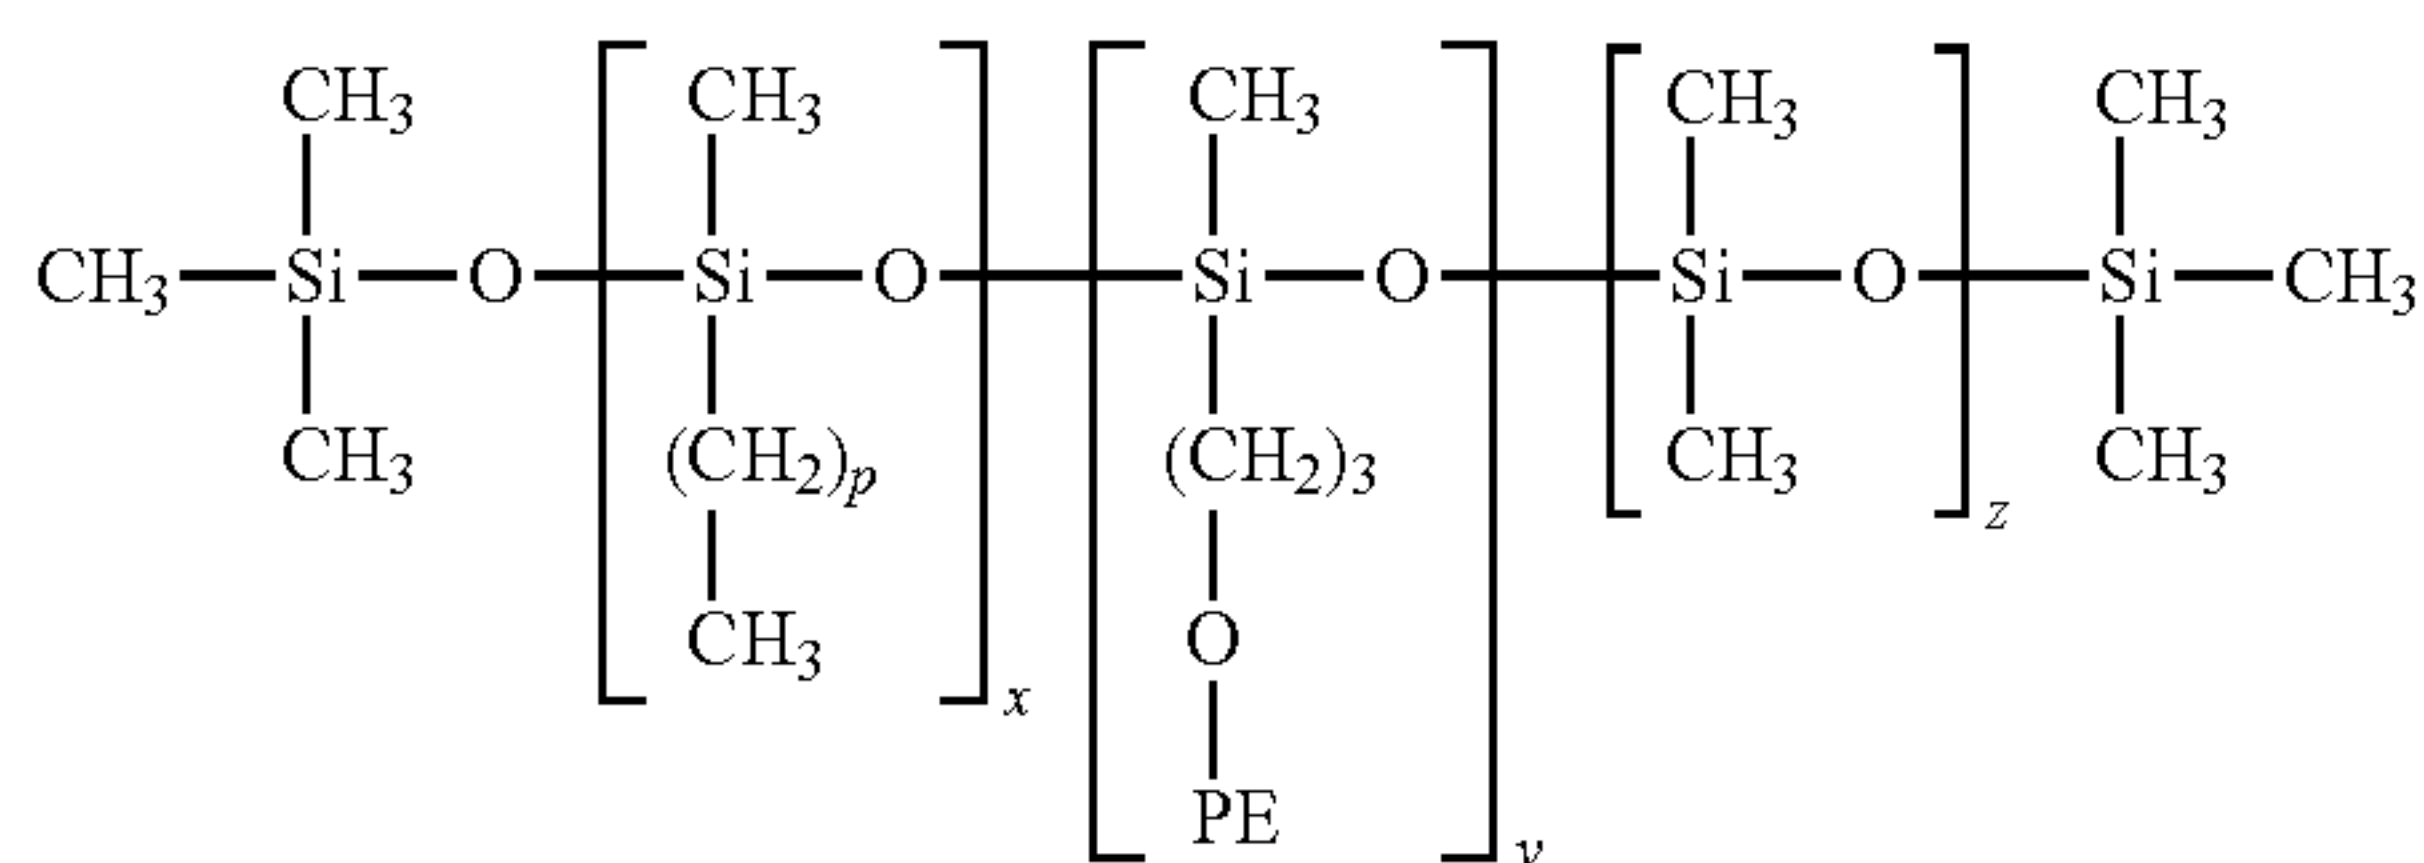 CH3 CH3 CH3 CH3 CH3
CH3 Si O Si O Si O Si O Si CH3
CH3 (CH2)p (CH2)3 CH3 CH3
z
CH3 O
x
PE
y